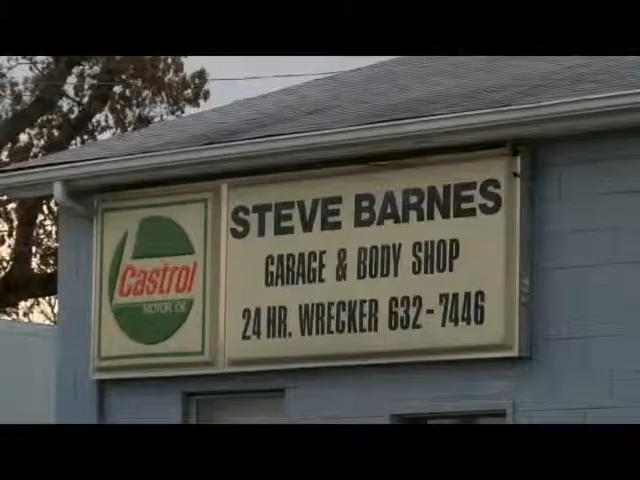 Castrol
MOTOR OIL
STEVE BARNES
GARAGE & BODY SHOP
24 HR. WRECKER 632-7446